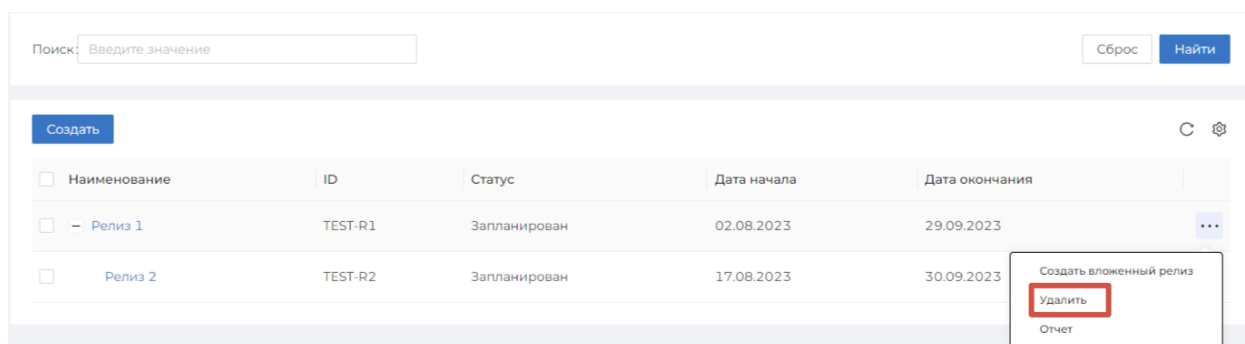 Поиск: Введите значение Сброс Найти
Создать
Наименование ID Статус Дата начала Дата окончания
Релиз 1 TEST-R1 Запланирован 02.08.2023 29.09.2023
Релиз 2 TEST-R2 Запланирован 17.08.2023 30.09.2023
Создать вложенный релиз
Удалить
Отчет